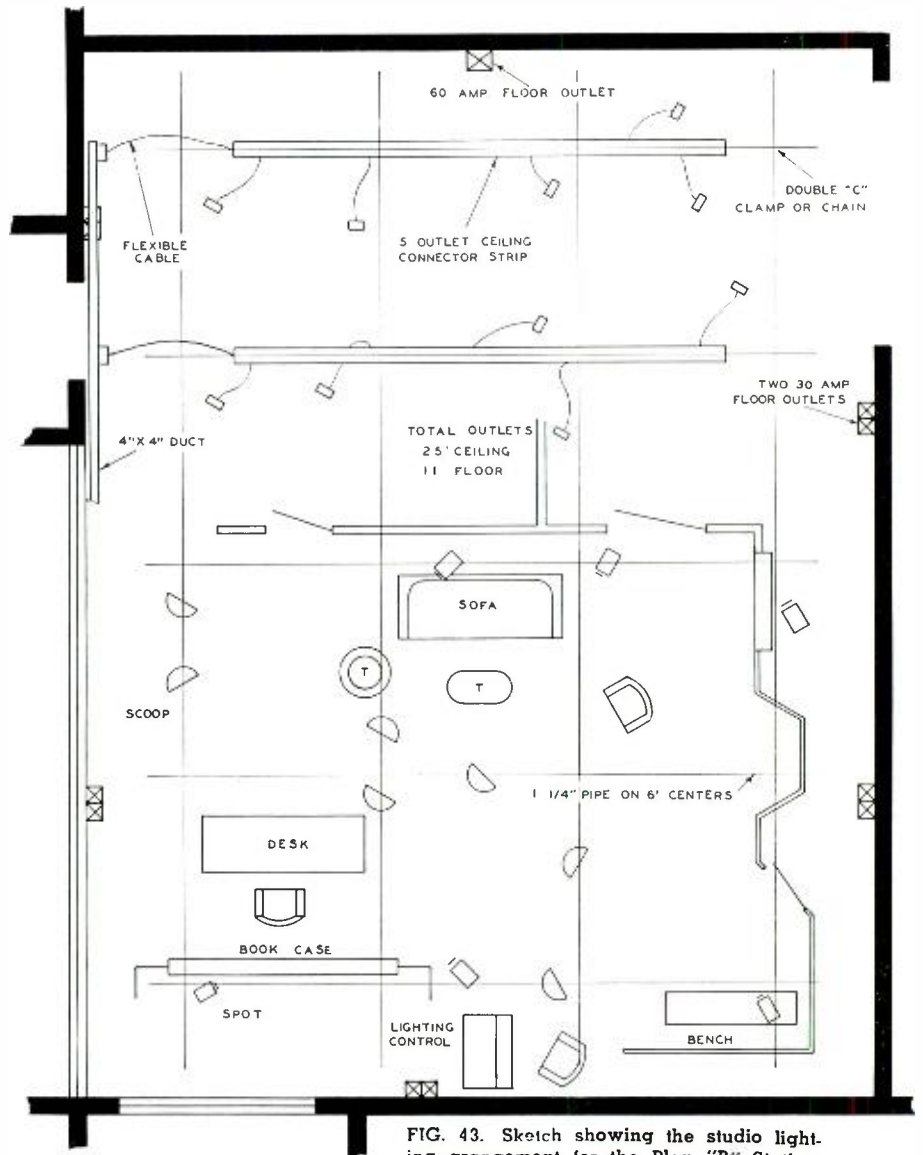 60 AMP FLOOR OUTLET
DOUBLE "C"
CLAMP OR CHAIN
FLEXIBLE
CABLE
5 OUTLET CEILING
CONNECTOR STRIP
TWO 30 AMP
FLOOR OUTLETS
4"X 4" DUCT
TOTAL OUTLETS
25 CEILING
11 FLOOR
SOFA
T
T
SCOOP
1 1/4" PIPE ON 6' CENTERS
DESK
BOOK CASE
SPOT
LIGHTING
CONTROL
BENCH
FIG. 43. Sketch showing the studio light-